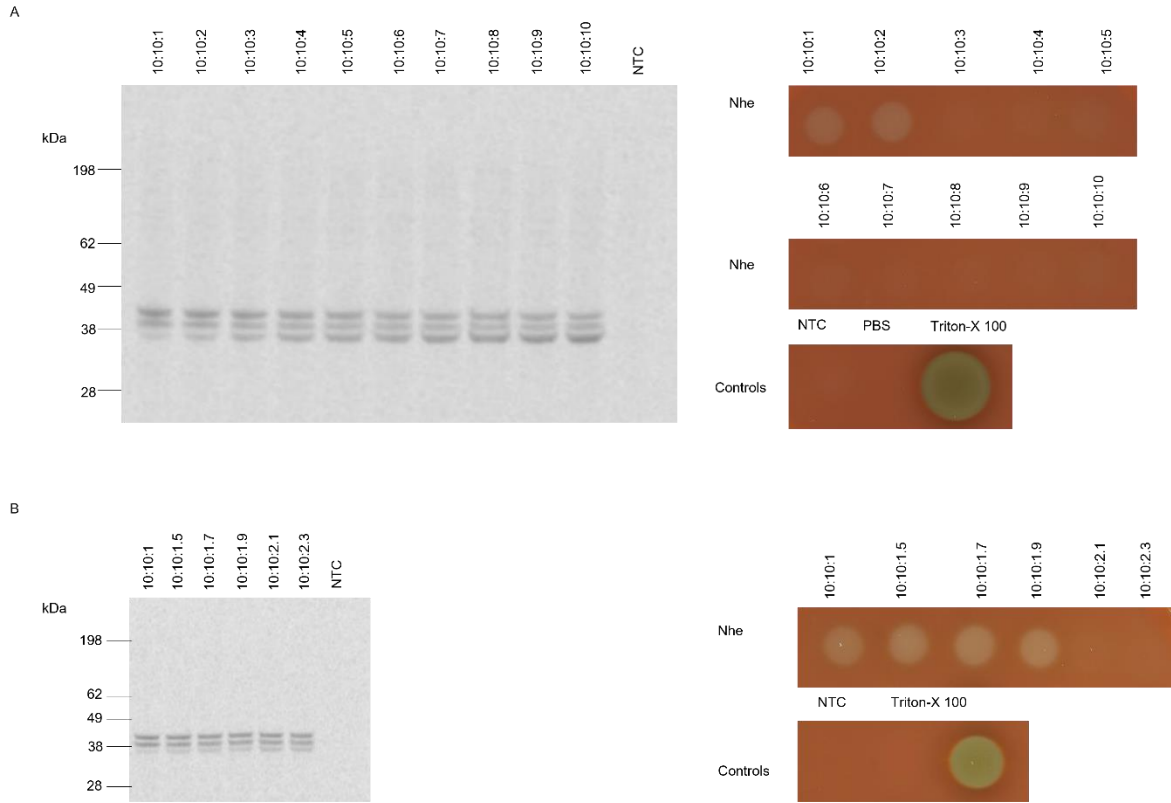 A
10:10:1 10:10:2 10:10:3 10:10:4 10:10:5 10:10:6 10:10:7 10:10:8 10:10:9 10:10:10 NTC
kDa
198
62
49
38
28
10:10:1 10:10:2 10:10:3 10:10:4 10:10:5
Nhe
10:10:6 10:10:7 10:10:8 10:10:9 10:10:10
Nhe
NTC PBS Triton-X 100
Controls
B
10:10:1 10:10:1.5 10:10:1.7 10:10:1.9 10:10:2.1 10:10:2.3 NTC
kDa
198
62
49
38
28
10:10:1 10:10:1.5 10:10:1.7 10:10:1.9 10:10:2.1 10:10:2.3
Nhe
NTC Triton-X 100
Controls